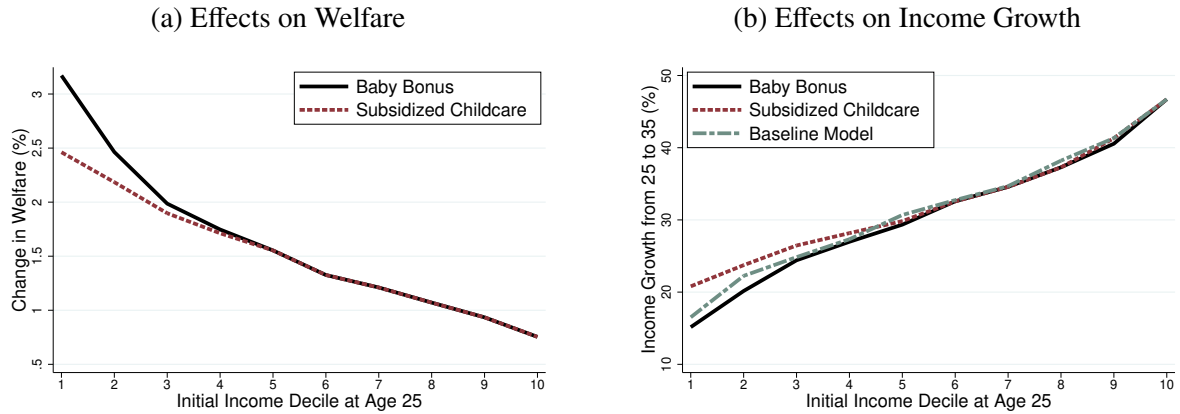 (a) Effects on Welfare
Change in Welfare (%)
3
2.5
2
1.5
1
.5
Baby Bonus
Subsidized Childcare
1 2 3 4 5 6 7 8 9 10
Initial Income Decile at Age 25
(b) Effects on Income Growth
Income Growth from 25 to 35 (%)
50
40
30
20
10
Baby Bonus
Subsidized Childcare
Baseline Model
1 2 3 4 5 6 7 8 9 10
Initial Income Decile at Age 25